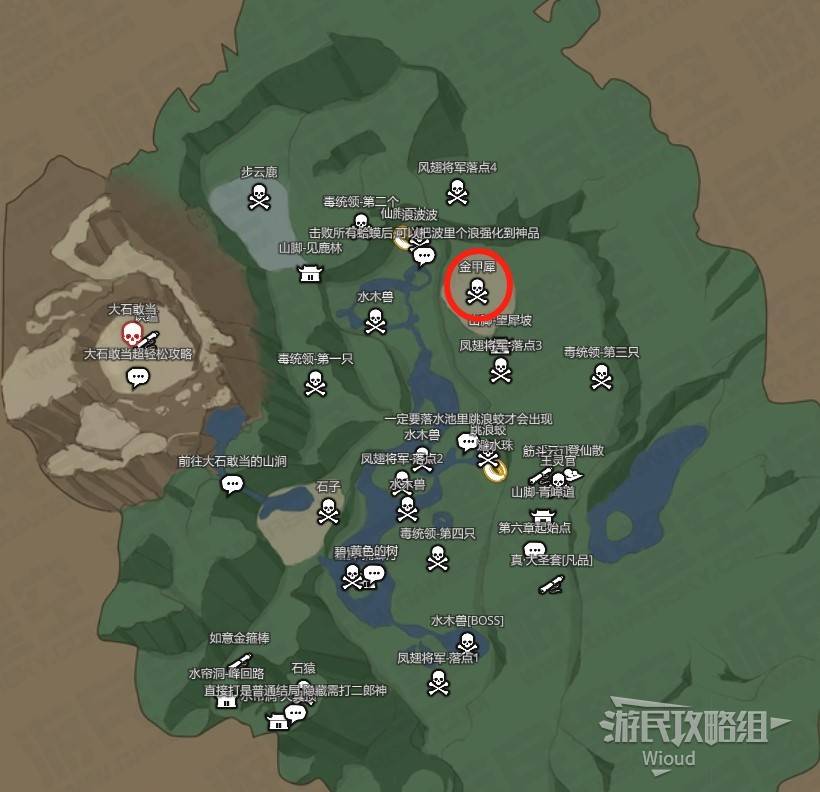 风翅将军落点4
步云鹿
毒统领-第二个
浪波波
击败所有蛤蟆后,可以把波里个浪强化到神品
山脚-见鹿林
金甲犀
水木兽
大石敢当
山脚-望犀坡
凤翅将军-落点3
大石敢当超轻松攻略
毒统领-第一只
毒统领-第三只
一定要落水池里跳浪蛟才会出现
跳浪蛟
水木兽
避水珠
筋斗云
登仙散
凤翅将军-落点2
前往大石敢当的山涧
王灵官
石子
水木兽
山脚-青嶂道
第六章起始点
毒统领-第四只
黄色的树
真·大圣套[凡品]
水木兽[BOSS]
如意金箍棒
凤翅将军-落点1
水帘洞-峰回路
石猿
直接打是普通结局,隐藏需打二郎神
游民攻略组
Wioud